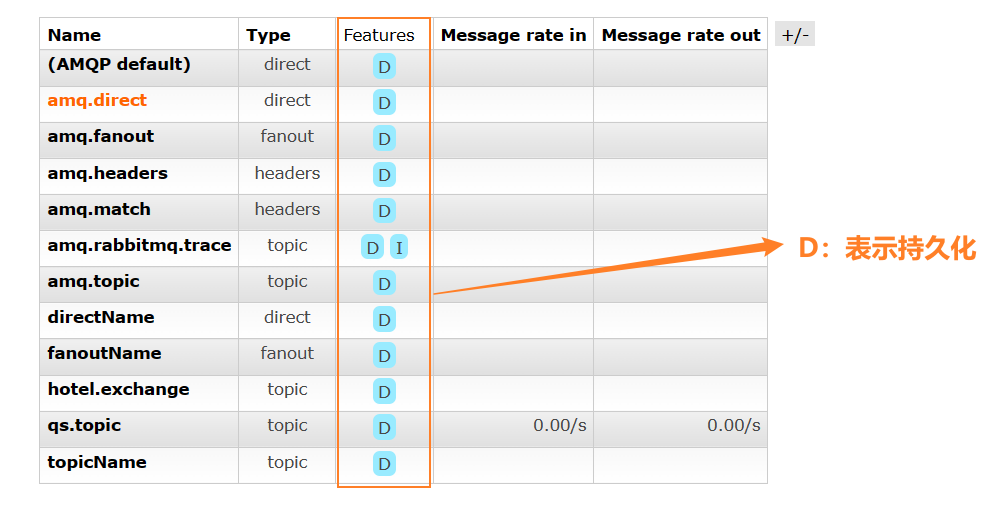 Name Type Features Message rate in Message rate out +/-
(AMQP default) direct D
amq.direct direct D
amq.fanout fanout D
amq.headers headers D
amq.match headers D
amq.rabbitmq.trace topic D I
amq.topic topic D
directName direct D
fanoutName fanout D
hotel.exchange topic D
qs.topic topic D 0.00/s 0.00/s
topicName topic D
D：表示持久化